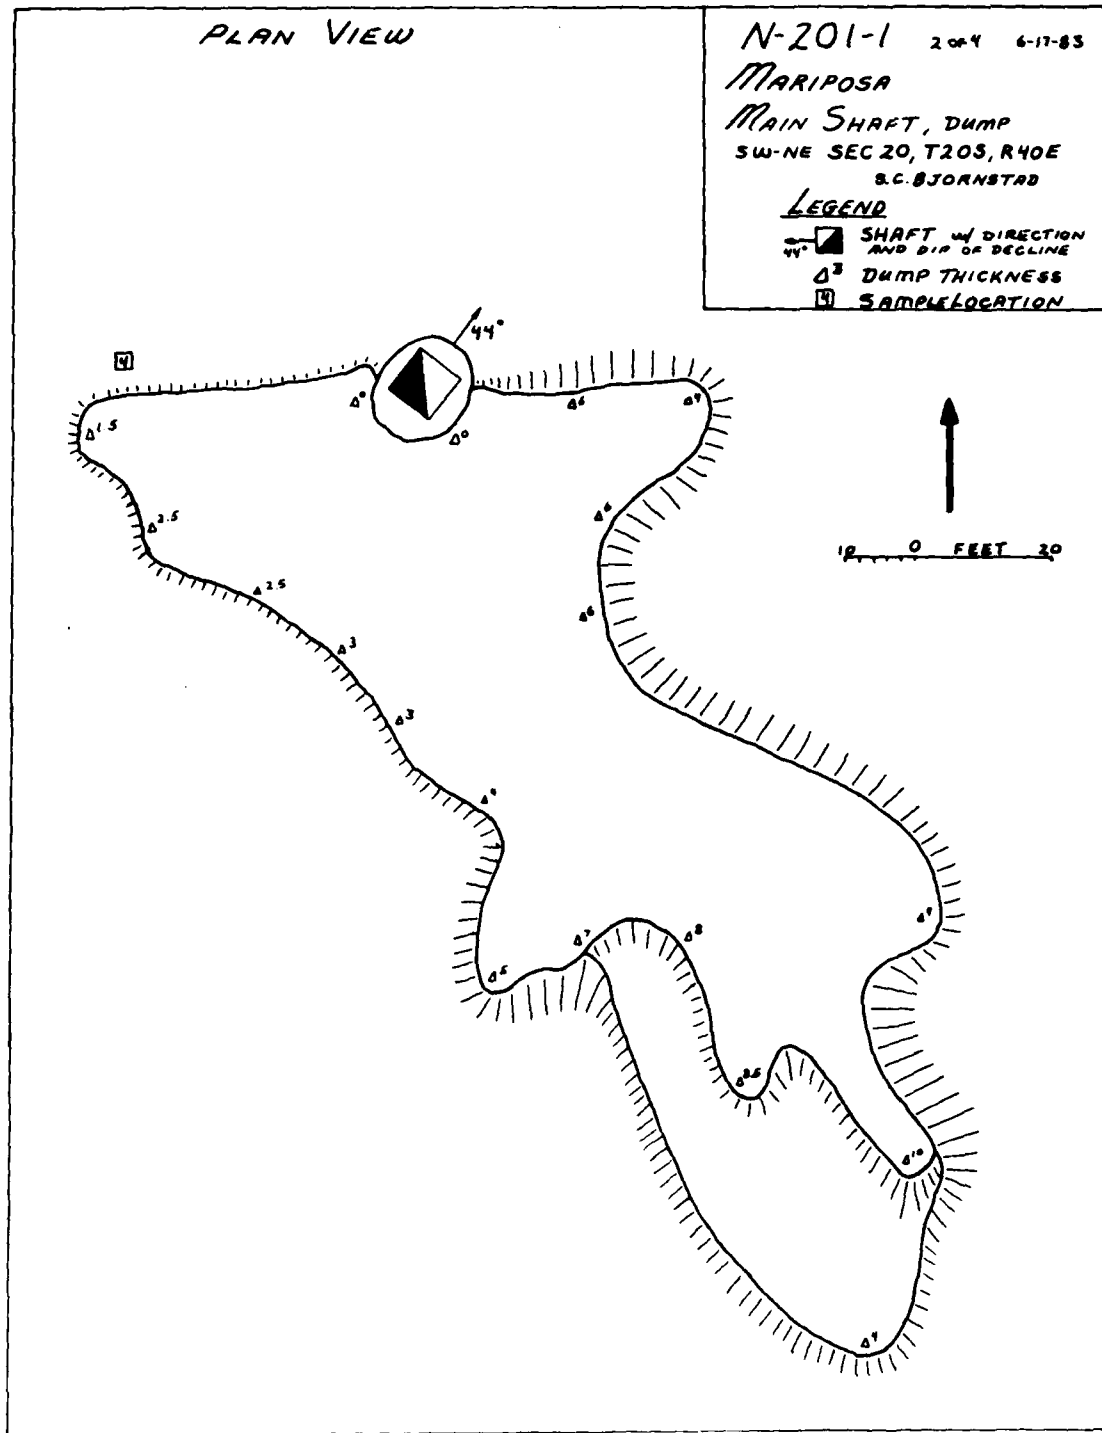 PLAN VIEW
N-201-1 2 of 4 6-17-83
MARIPOSA
MAIN SHAFT, DUMP
SW-NE SEC 20, T20S, R40E
S.C. BJORNSTAD
LEGEND
44° SHAFT w/ DIRECTION
AND DIP OF DECLINE
Δ3 DUMP THICKNESS
4 SAMPLE LOCATION
44°
4
Δ0
Δ6
Δ9
Δ1.5
Δ0
Δ2.5
Δ6
10 0 FEET 20
Δ2.5
Δ6
Δ3
Δ3
Δ4
Δ9
Δ7
Δ8
Δ5
Δ8.5
Δ10
Δ4